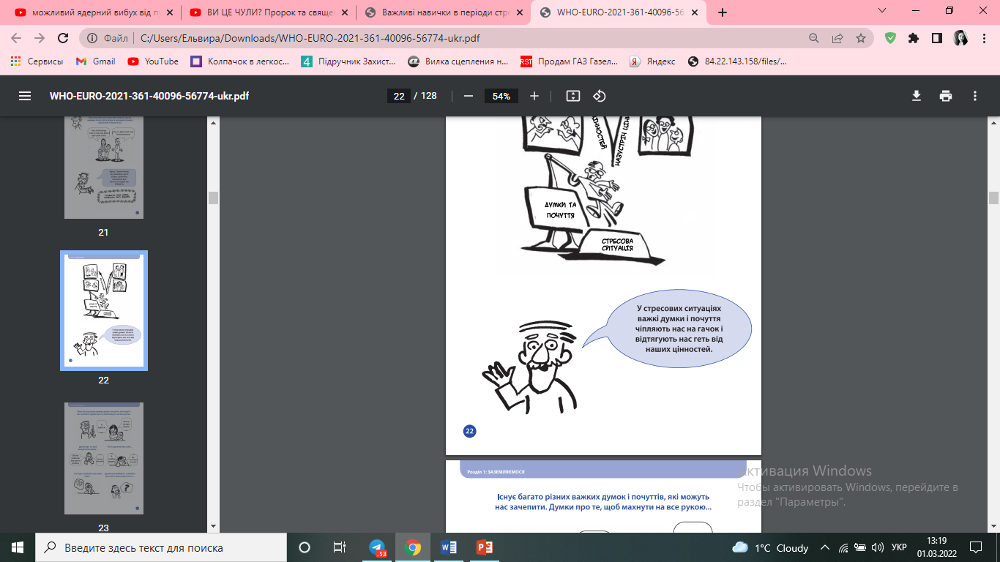 можливий ядерний вибух від п
ВИ ЦЕ ЧУЛИ? Пророк та свяще
Важливі навички в періоди стре
WHO-EURO-2021-361-40096-56
Файл
C:/Users/Ельвира/Downloads/WHO-EURO-2021-361-40096-56774-ukr.pdf
Сервисы
Gmail
YouTube
Колпачок в легкос...
Підручник Захист...
Вилка сцепления н...
RST
Продам ГАЗ Газел...
Яндекс
84.22.143.158/files/...
WHO-EURO-2021-361-40096-56774-ukr.pdf
22 / 128
54%
21
22
23
ЦІННОСТЕЙ
НАЗУСТРІЧ ЦІН
ДУМКИ ТА
ПОЧУТТЯ
СТРЕСОВА
СИТУАЦІЯ
У стресових ситуаціях
важкі думки і почуття
чіпляють нас на гачок і
відтягують нас геть від
наших цінностей.
22
Розділ 1: ЗАЗЕМЛЯЄМОСЯ
Існує багато різних важких думок і почуттів, які можуть
нас зачепити. Думки про те, щоб махнути на все рукою...
Активация Windows
Чтобы активировать Windows, перейдите в
раздел "Параметры".
Введите здесь текст для поиска
53
1°C Cloudy
УКР
13:19
01.03.2022